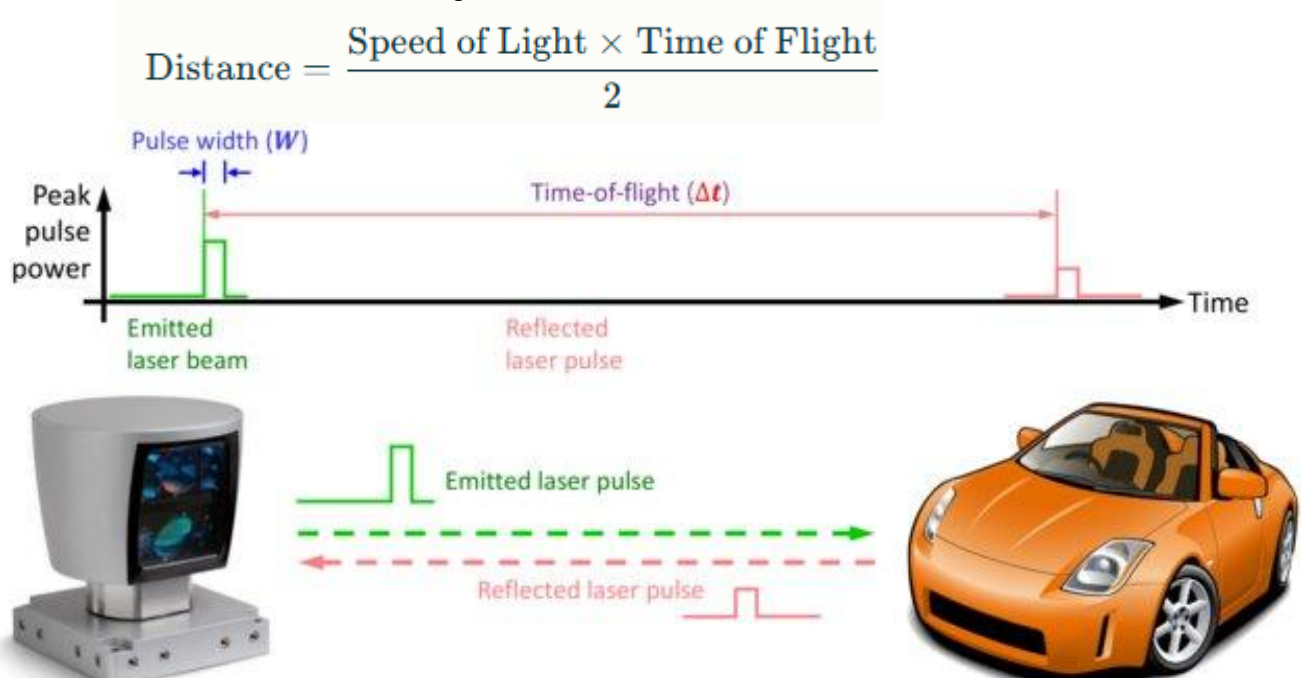 Distance = Speed of Light × Time of Flight / 2
Pulse width (W)
Peak
pulse
power
Time-of-flight (Δt)
Time
Emitted
laser beam
Reflected
laser pulse
Emitted laser pulse
Reflected laser pulse